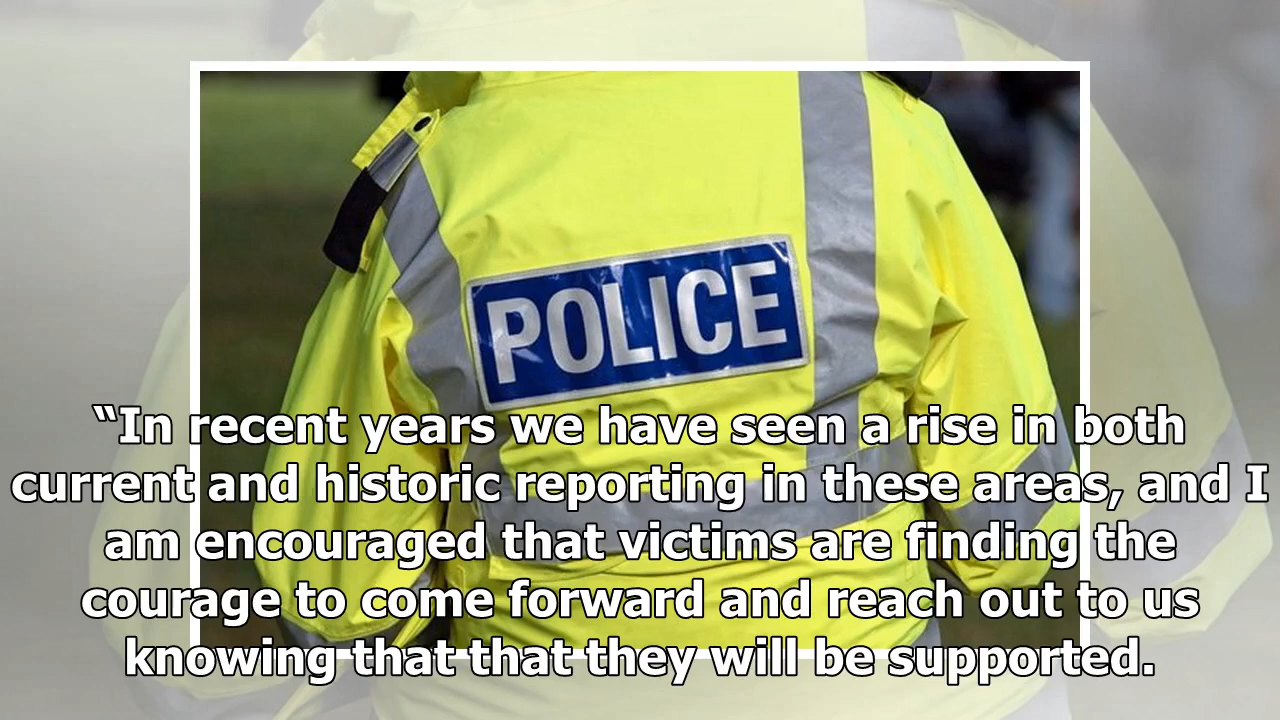 POLICE
“In recent years we have seen a rise in both
current and historic reporting in these areas, and I
am encouraged that victims are finding the
courage to come forward and reach out to us
knowing that that they will be supported.